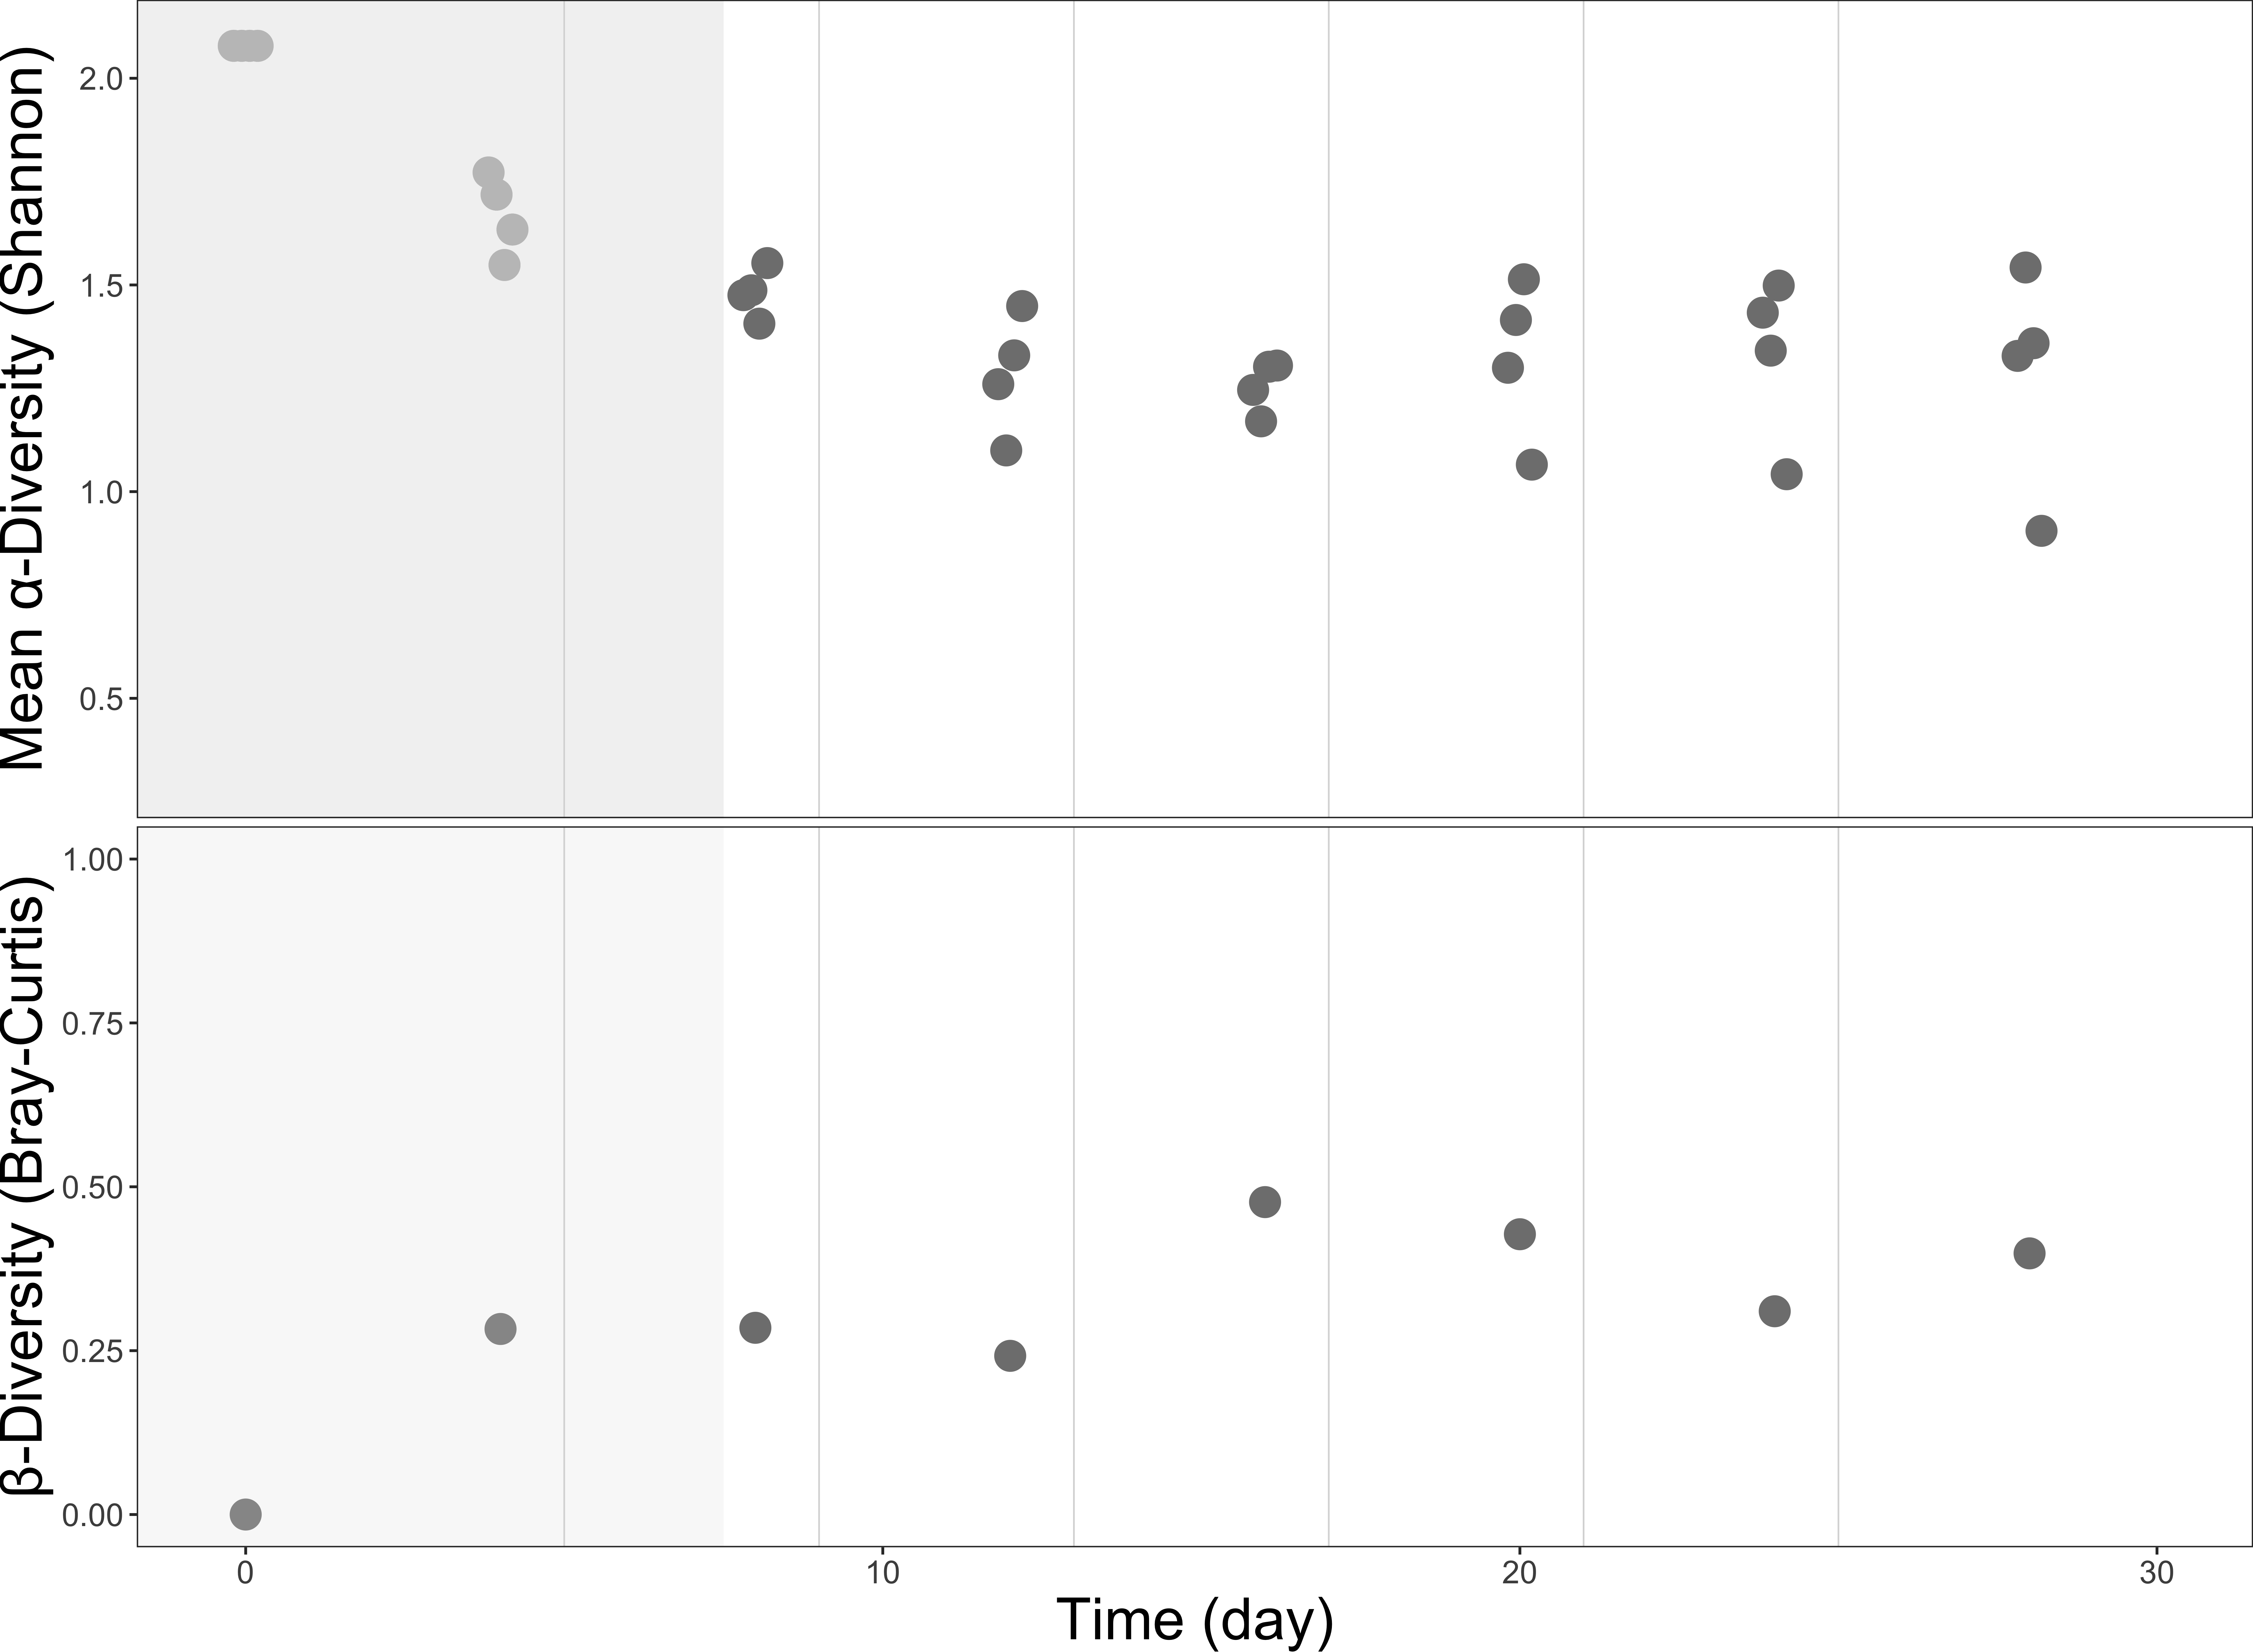 Mean α-Diversity (Shannon)
2.0
1.5
1.0
0.5
β-Diversity (Bray-Curtis)
1.00
0.75
0.50
0.25
0.00
0 10 20 30
Time (day)